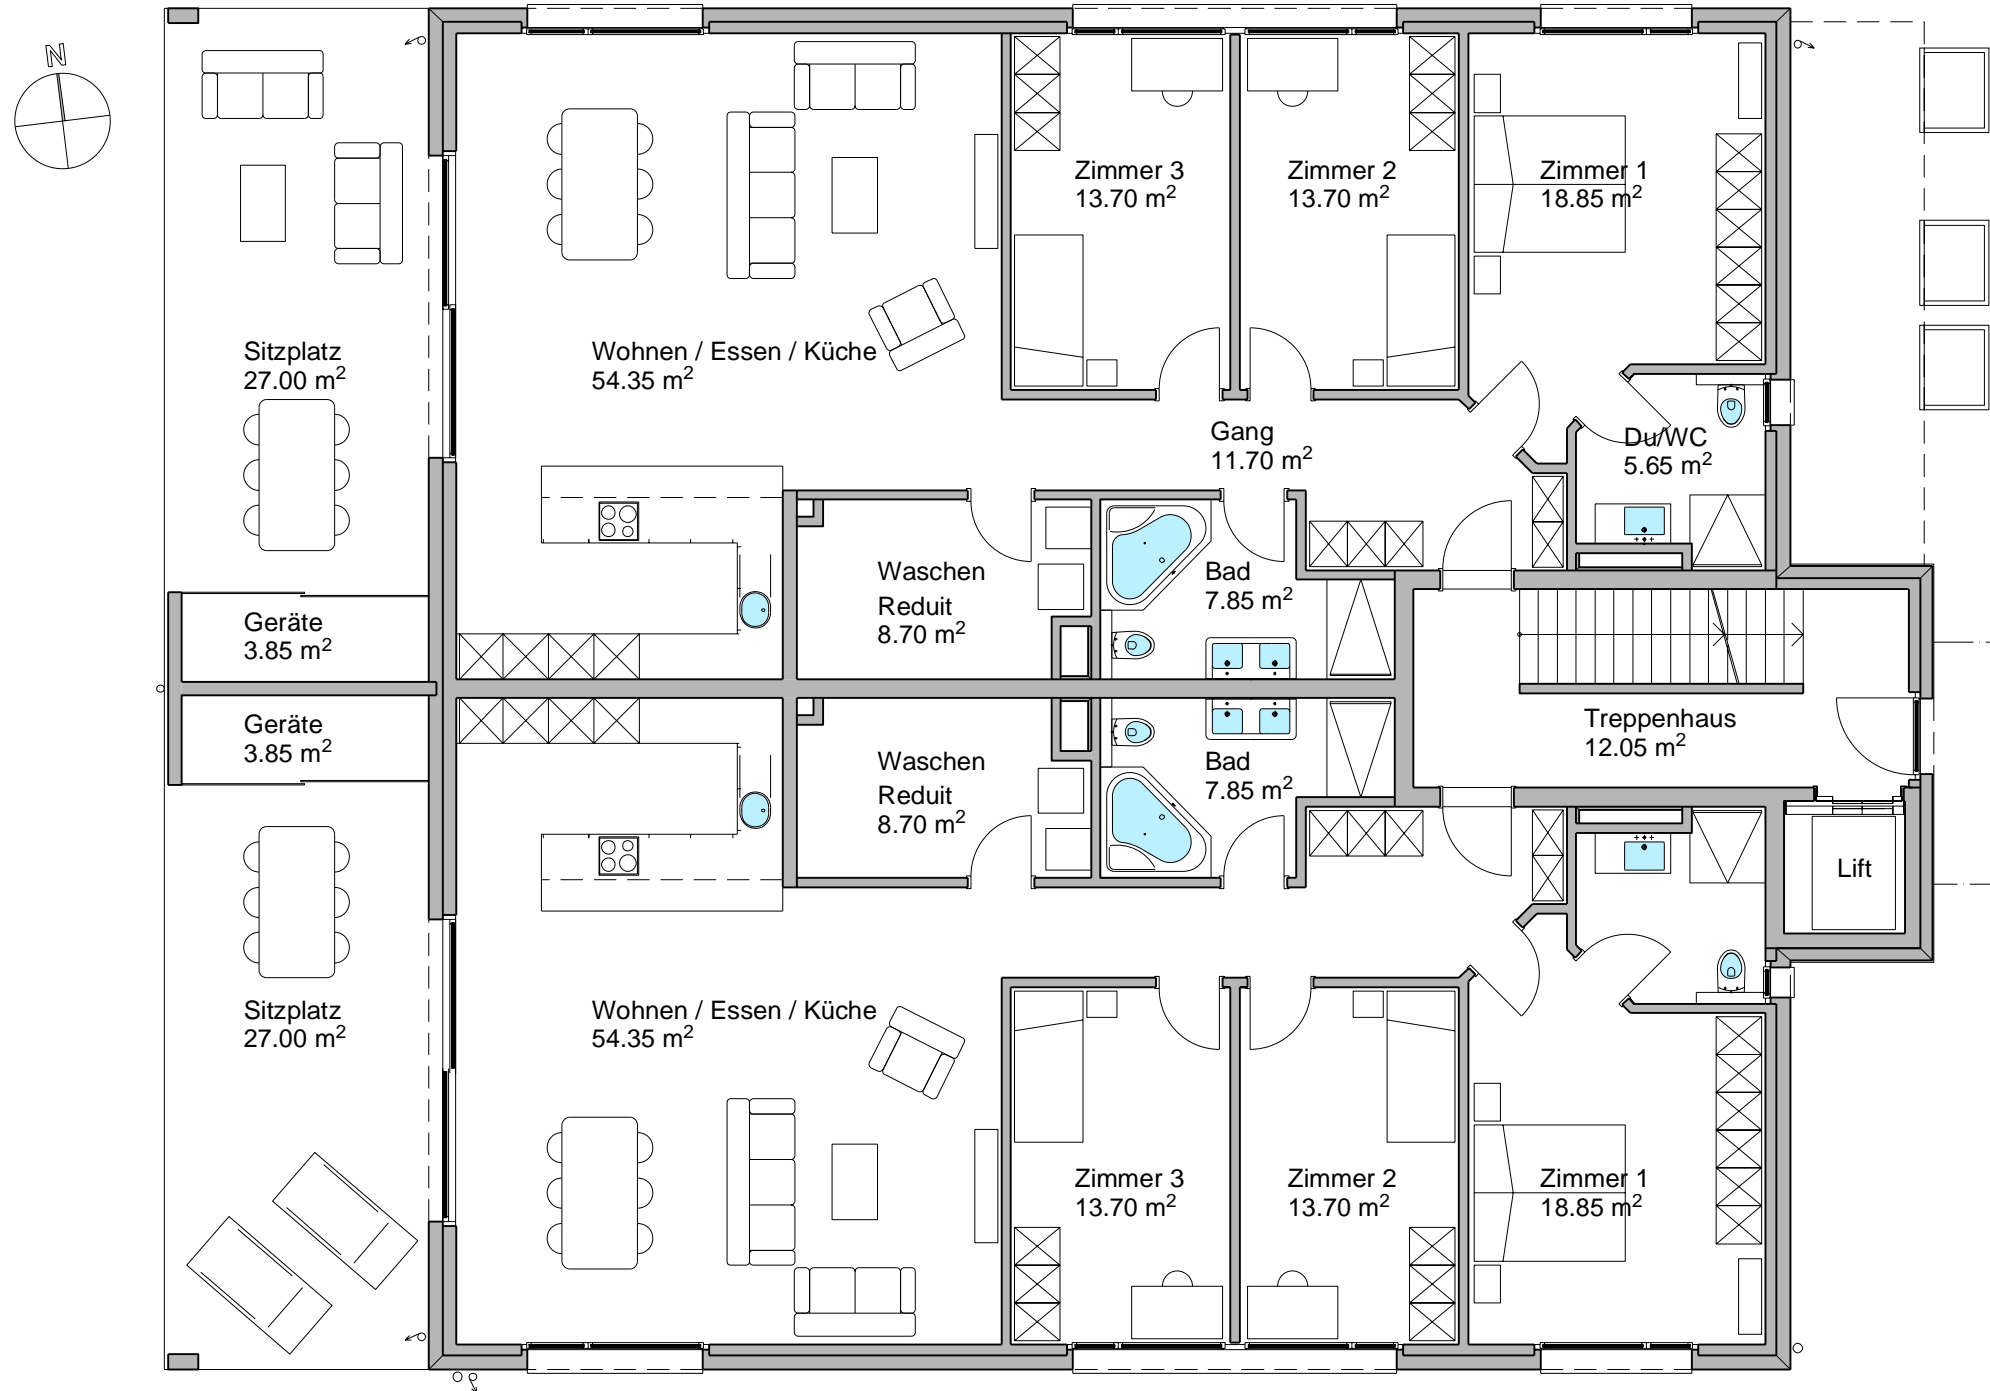 N
Zimmer 3
13.70 m²
Zimmer 2
13.70 m²
Zimmer 1
18.85 m²
Sitzplatz
27.00 m²
Wohnen / Essen / Küche
54.35 m²
Gang
11.70 m²
Du/WC
5.65 m²
Geräte
3.85 m²
Waschen
Reduit
8.70 m²
Bad
7.85 m²
Geräte
3.85 m²
Waschen
Reduit
8.70 m²
Bad
7.85 m²
Treppenhaus
12.05 m²
Lift
Sitzplatz
27.00 m²
Wohnen / Essen / Küche
54.35 m²
Zimmer 3
13.70 m²
Zimmer 2
13.70 m²
Zimmer 1
18.85 m²